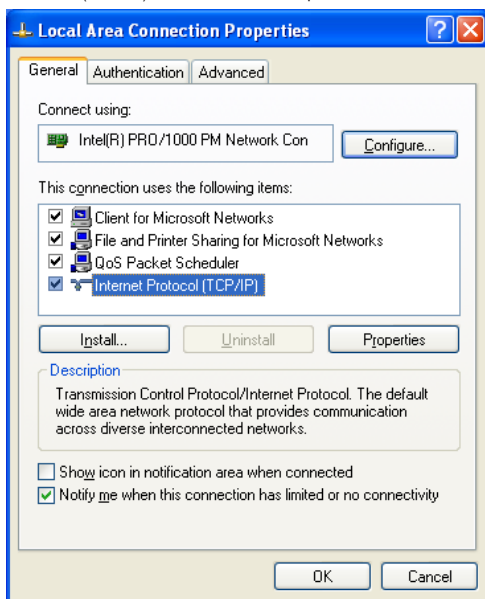 Local Area Connection Properties
General Authentication Advanced
Connect using:
Intel(R) PRO/1000 PM Network Con Configure...
This connection uses the following items:
Client for Microsoft Networks
File and Printer Sharing for Microsoft Networks
QoS Packet Scheduler
Internet Protocol (TCP/IP)
Install... Uninstall Properties
Description
Transmission Control Protocol/Internet Protocol. The default
wide area network protocol that provides communication
across diverse interconnected networks.
Show icon in notification area when connected
Notify me when this connection has limited or no connectivity
OK Cancel